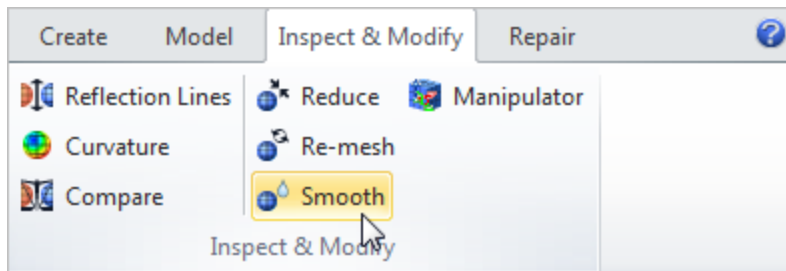 Create Model Inspect & Modify Repair
Reflection Lines Reduce Manipulator
Curvature Re-mesh
Compare Smooth
Inspect & Modify